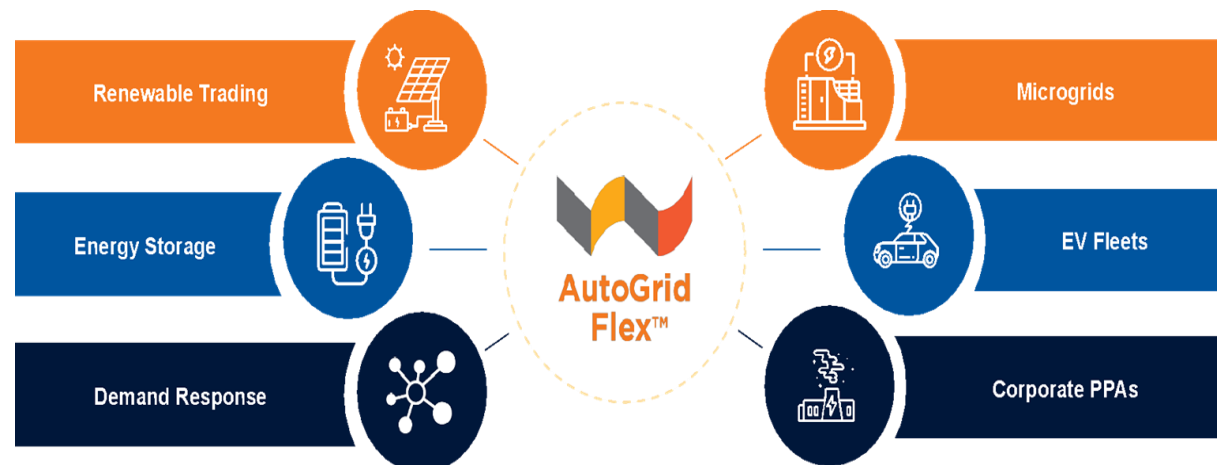 Renewable Trading
Microgrids
Energy Storage
EV Fleets
AutoGrid
Flex™
Demand Response
Corporate PPAs